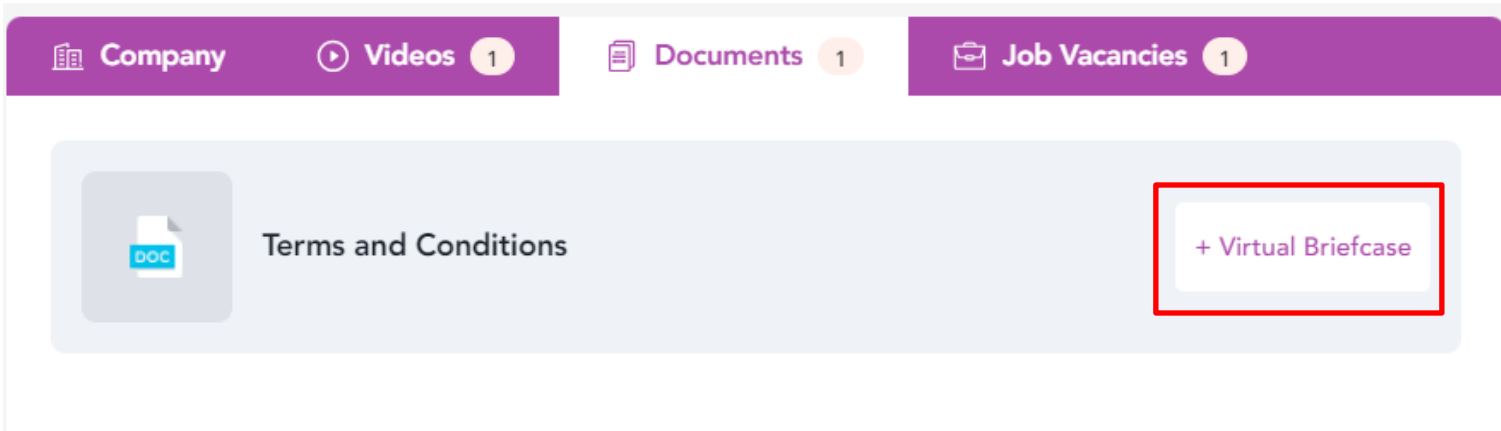 Company Videos 1 Documents 1 Job Vacancies 1
DOC Terms and Conditions + Virtual Briefcase